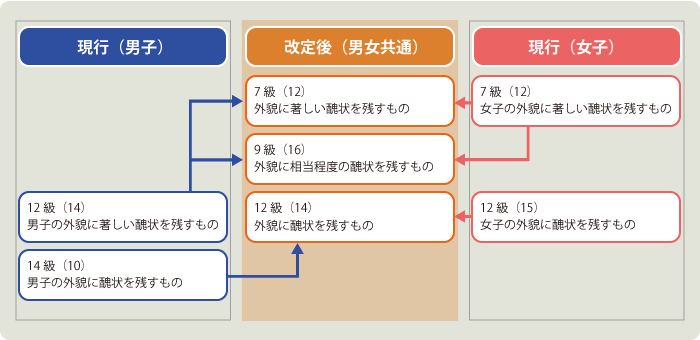 現行（男子）
改定後（男女共通）
現行（女子）
7 級（12）
外貌に著しい醜状を残すもの
7 級（12）
女子の外貌に著しい醜状を残すもの
9 級（16）
外貌に相当程度の醜状を残すもの
12 級（14）
男子の外貌に著しい醜状を残すもの
12 級（14）
外貌に醜状を残すもの
12 級（15）
女子の外貌に醜状を残すもの
14 級（10）
男子の外貌に醜状を残すもの